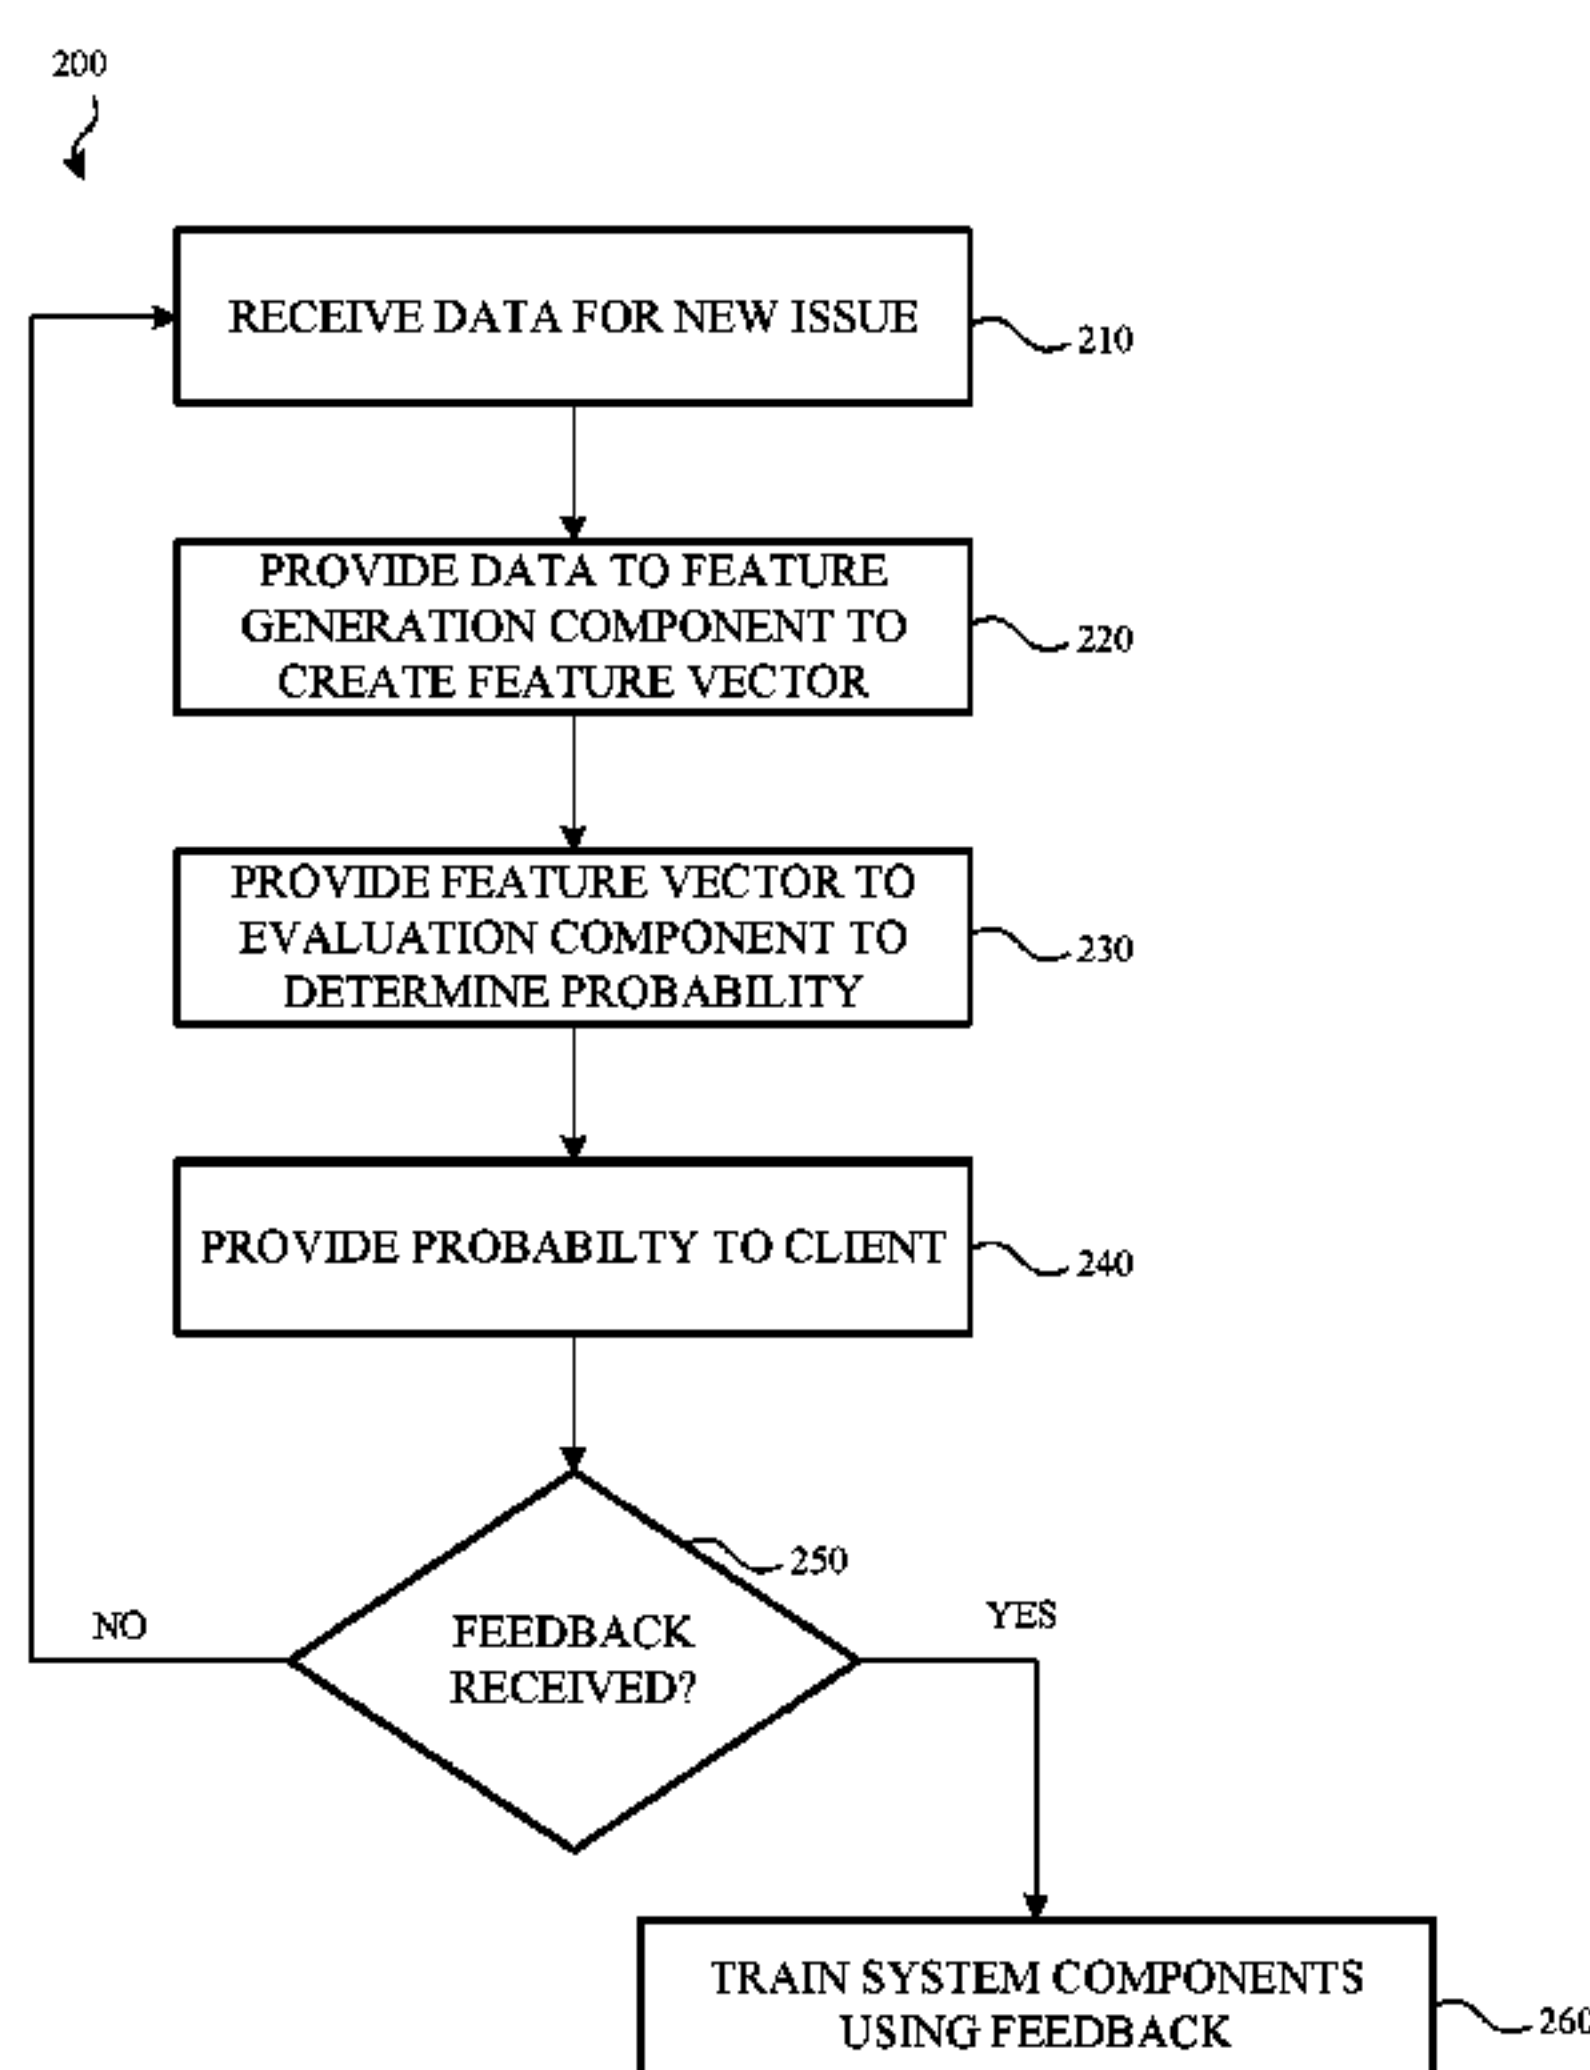 200
RECEIVE DATA FOR NEW ISSUE
210
PROVIDE DATA TO FEATURE
GENERATION COMPONENT TO
CREATE FEATURE VECTOR
220
PROVIDE FEATURE VECTOR TO
EVALUATION COMPONENT TO
DETERMINE PROBABILITY
230
PROVIDE PROBABILTY TO CLIENT
240
250
FEEDBACK
RECEIVED?
NO
YES
TRAIN SYSTEM COMPONENTS
USING FEEDBACK
260